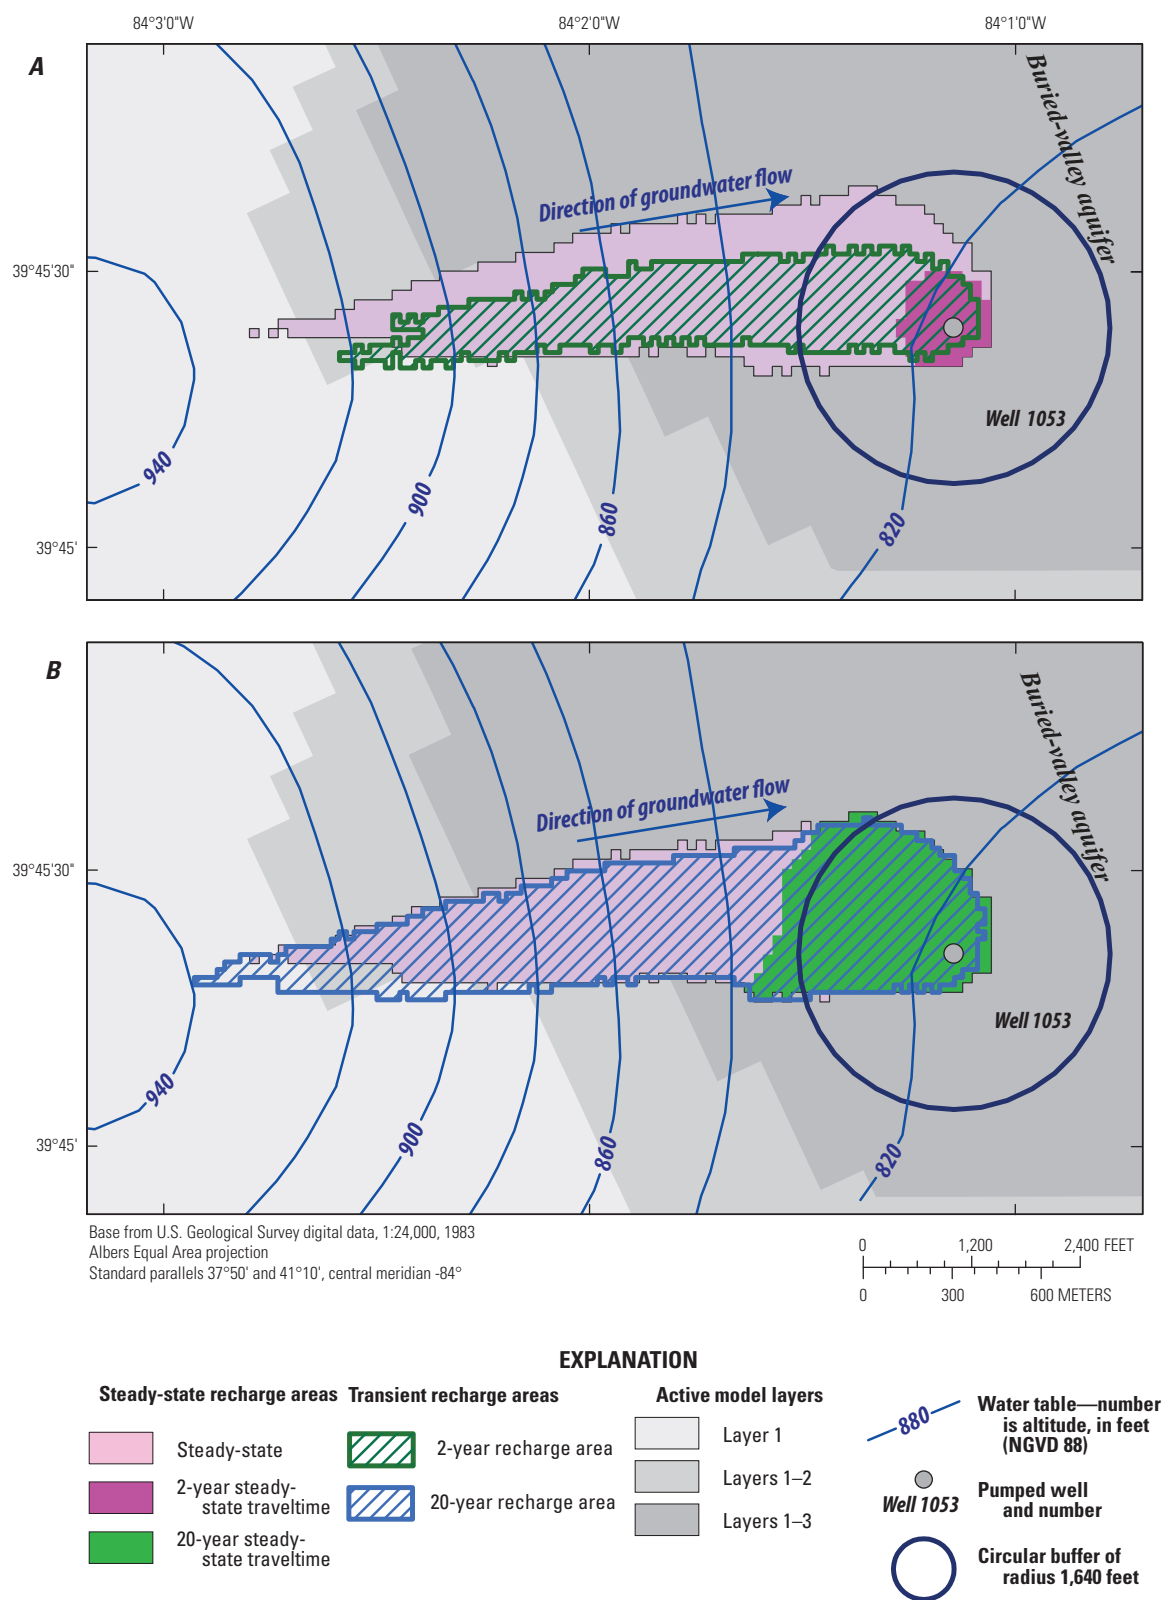 84°3'0"W
84°2'0"W
84°1'0"W
A
Buried-valley aquifer
Direction of groundwater flow
39°45'30"
Well 1053
940
900
860
820
39°45'
B
Buried-valley aquifer
Direction of groundwater flow
39°45'30"
Well 1053
940
900
860
820
39°45'
Base from U.S. Geological Survey digital data, 1:24,000, 1983
Albers Equal Area projection
Standard parallels 37°50' and 41°10', central meridian -84°
0 1,200 2,400 FEET
0 300 600 METERS
EXPLANATION
Steady-state recharge areas
Steady-state
2-year steady-
state traveltime
20-year steady-
state traveltime
Transient recharge areas
2-year recharge area
20-year recharge area
Active model layers
Layer 1
Layers 1–2
Layers 1–3
880
Water table—number
is altitude, in feet
(NGVD 88)
Well 1053
Pumped well
and number
Circular buffer of
radius 1,640 feet